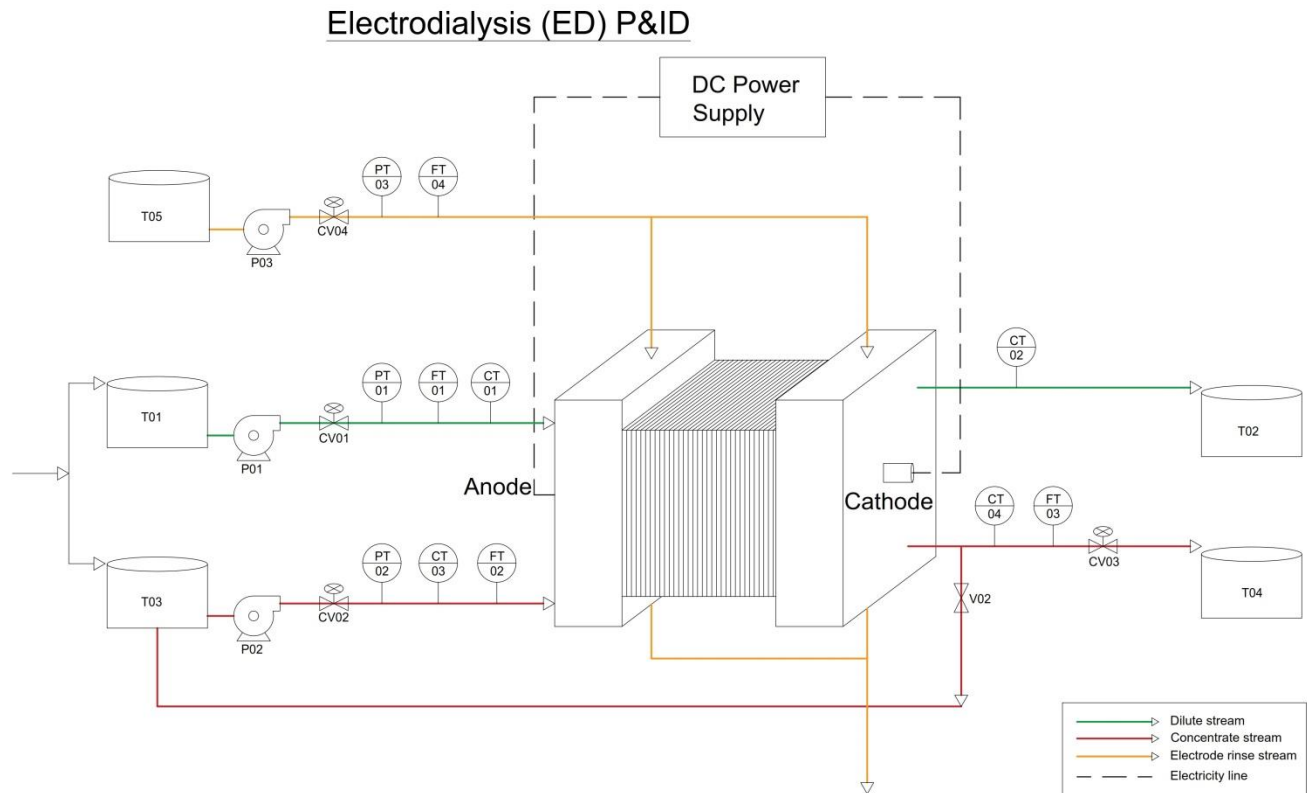 Electrodialysis (ED) P&ID
DC Power
Supply
PT
03
FT
04
T05
CV04
P03
CT
02
PT
01
FT
01
CT
01
T01
CV01
P01
T02
Anode
Cathode
CT
04
FT
03
CV03
PT
02
CT
03
FT
02
T03
CV02
P02
V02
T04
Dilute stream
Concentrate stream
Electrode rinse stream
Electricity line